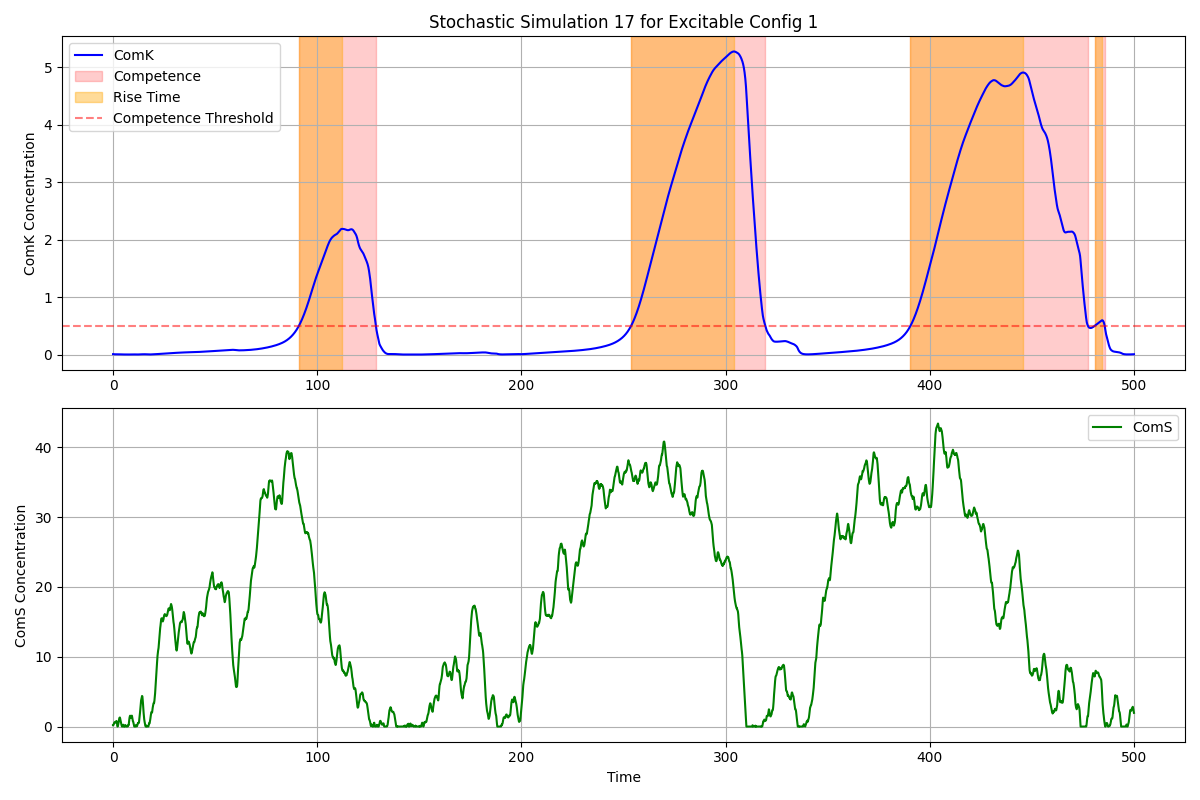 Stochastic Simulation 17 for Excitable Config 1
ComK
Competence
Rise Time
Competence Threshold
ComK Concentration
5
4
3
2
1
0
0 100 200 300 400 500
ComS
ComS Concentration
40
30
20
10
0
0 100 200 300 400 500
Time